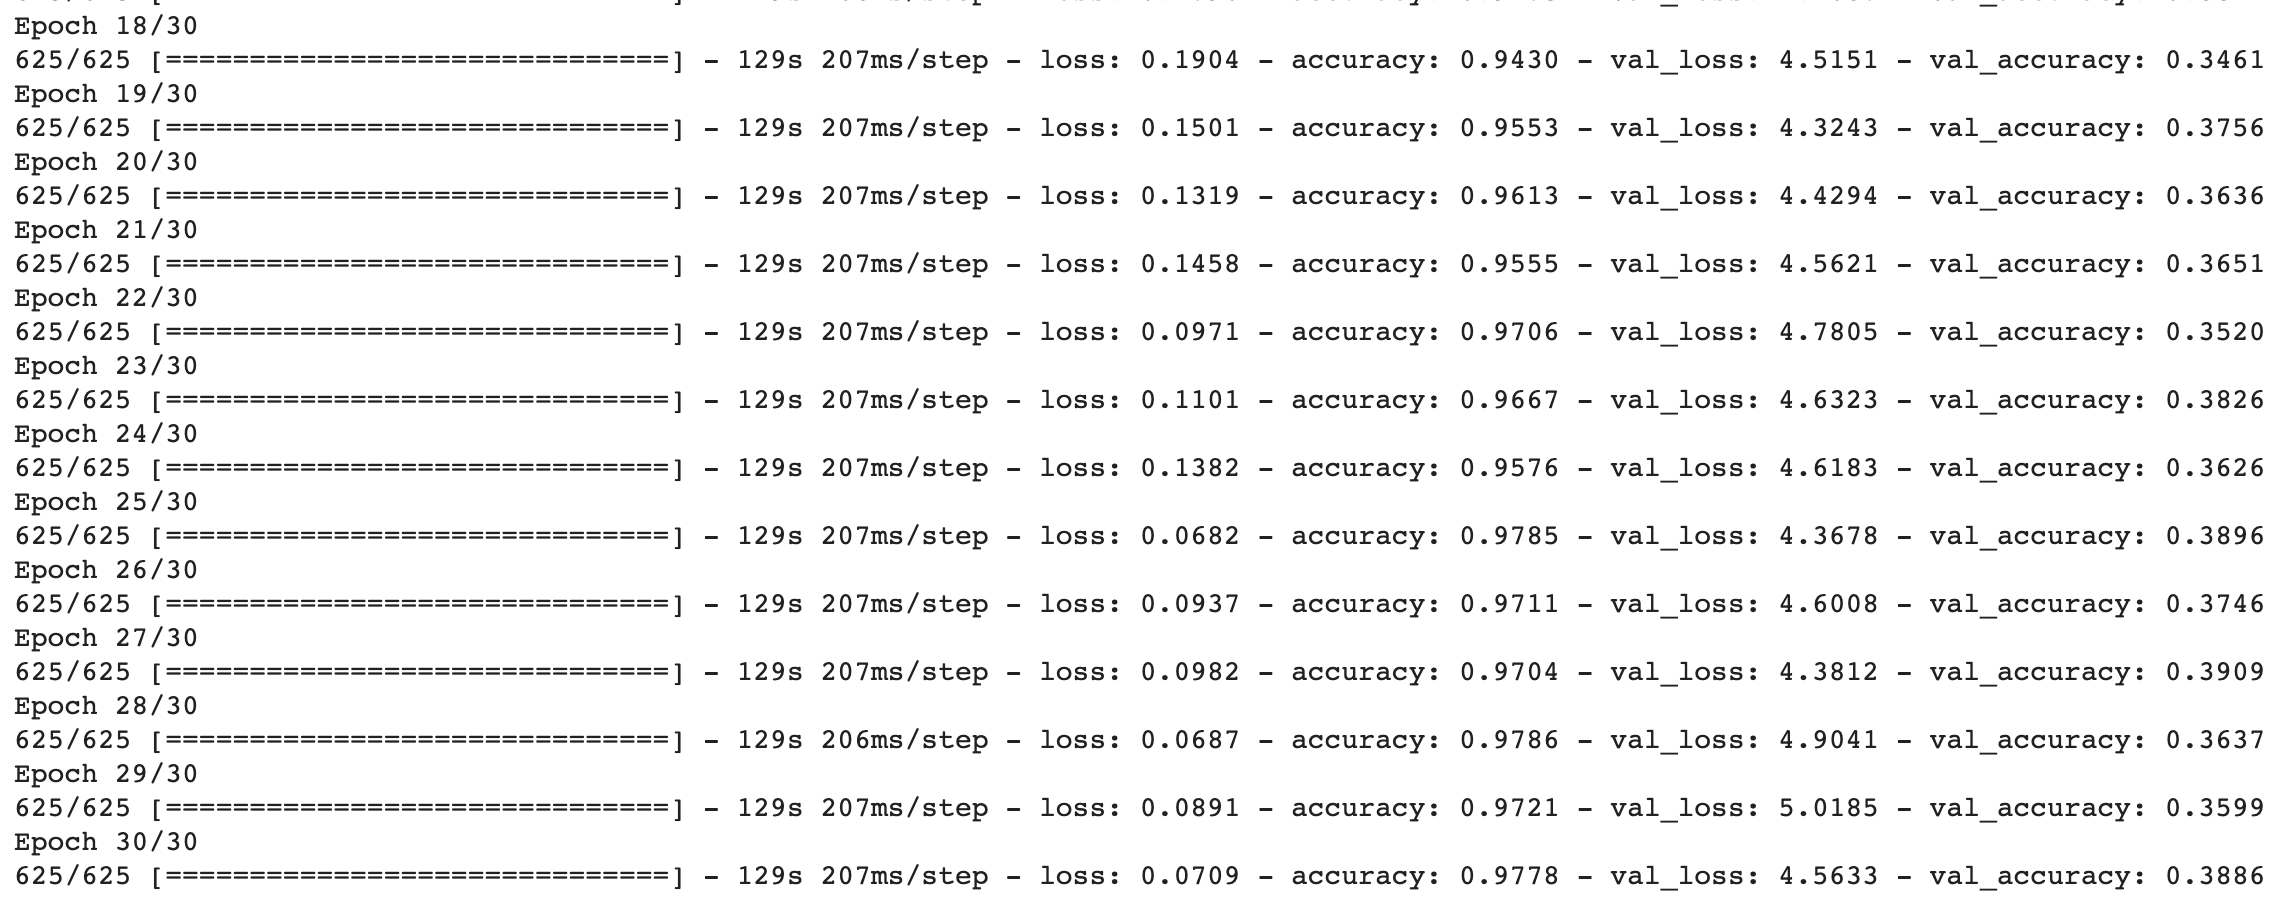 Epoch 18/30
625/625 [==============================] - 129s 207ms/step - loss: 0.1904 - accuracy: 0.9430 - val_loss: 4.5151 - val_accuracy: 0.3461
Epoch 19/30
625/625 [==============================] - 129s 207ms/step - loss: 0.1501 - accuracy: 0.9553 - val_loss: 4.3243 - val_accuracy: 0.3756
Epoch 20/30
625/625 [==============================] - 129s 207ms/step - loss: 0.1319 - accuracy: 0.9613 - val_loss: 4.4294 - val_accuracy: 0.3636
Epoch 21/30
625/625 [==============================] - 129s 207ms/step - loss: 0.1458 - accuracy: 0.9555 - val_loss: 4.5621 - val_accuracy: 0.3651
Epoch 22/30
625/625 [==============================] - 129s 207ms/step - loss: 0.0971 - accuracy: 0.9706 - val_loss: 4.7805 - val_accuracy: 0.3520
Epoch 23/30
625/625 [==============================] - 129s 207ms/step - loss: 0.1101 - accuracy: 0.9667 - val_loss: 4.6323 - val_accuracy: 0.3826
Epoch 24/30
625/625 [==============================] - 129s 207ms/step - loss: 0.1382 - accuracy: 0.9576 - val_loss: 4.6183 - val_accuracy: 0.3626
Epoch 25/30
625/625 [==============================] - 129s 207ms/step - loss: 0.0682 - accuracy: 0.9785 - val_loss: 4.3678 - val_accuracy: 0.3896
Epoch 26/30
625/625 [==============================] - 129s 207ms/step - loss: 0.0937 - accuracy: 0.9711 - val_loss: 4.6008 - val_accuracy: 0.3746
Epoch 27/30
625/625 [==============================] - 129s 207ms/step - loss: 0.0982 - accuracy: 0.9704 - val_loss: 4.3812 - val_accuracy: 0.3909
Epoch 28/30
625/625 [==============================] - 129s 206ms/step - loss: 0.0687 - accuracy: 0.9786 - val_loss: 4.9041 - val_accuracy: 0.3637
Epoch 29/30
625/625 [==============================] - 129s 207ms/step - loss: 0.0891 - accuracy: 0.9721 - val_loss: 5.0185 - val_accuracy: 0.3599
Epoch 30/30
625/625 [==============================] - 129s 207ms/step - loss: 0.0709 - accuracy: 0.9778 - val_loss: 4.5633 - val_accuracy: 0.3886